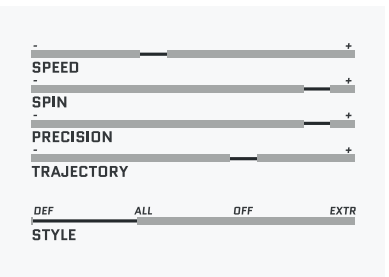 - +
SPEED
- +
SPIN
- +
PRECISION
- +
TRAJECTORY
DEF ALL OFF EXTR
STYLE